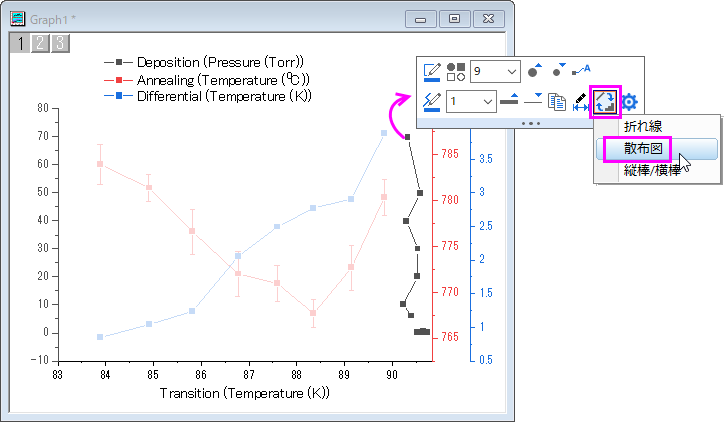 Graph1 *
1 2 3
Deposition (Pressure (Torr))
Annealing (Temperature (⁰C))
Differential (Temperature (K))
9
A
1
折れ線
散布図
縦棒/横棒
80
70
60
50
40
30
20
10
0
-10
785
780
775
770
765
3.5
3
2.5
2
1.5
1
0.5
83 84 85 86 87 88 89 90
Transition (Temperature (K))